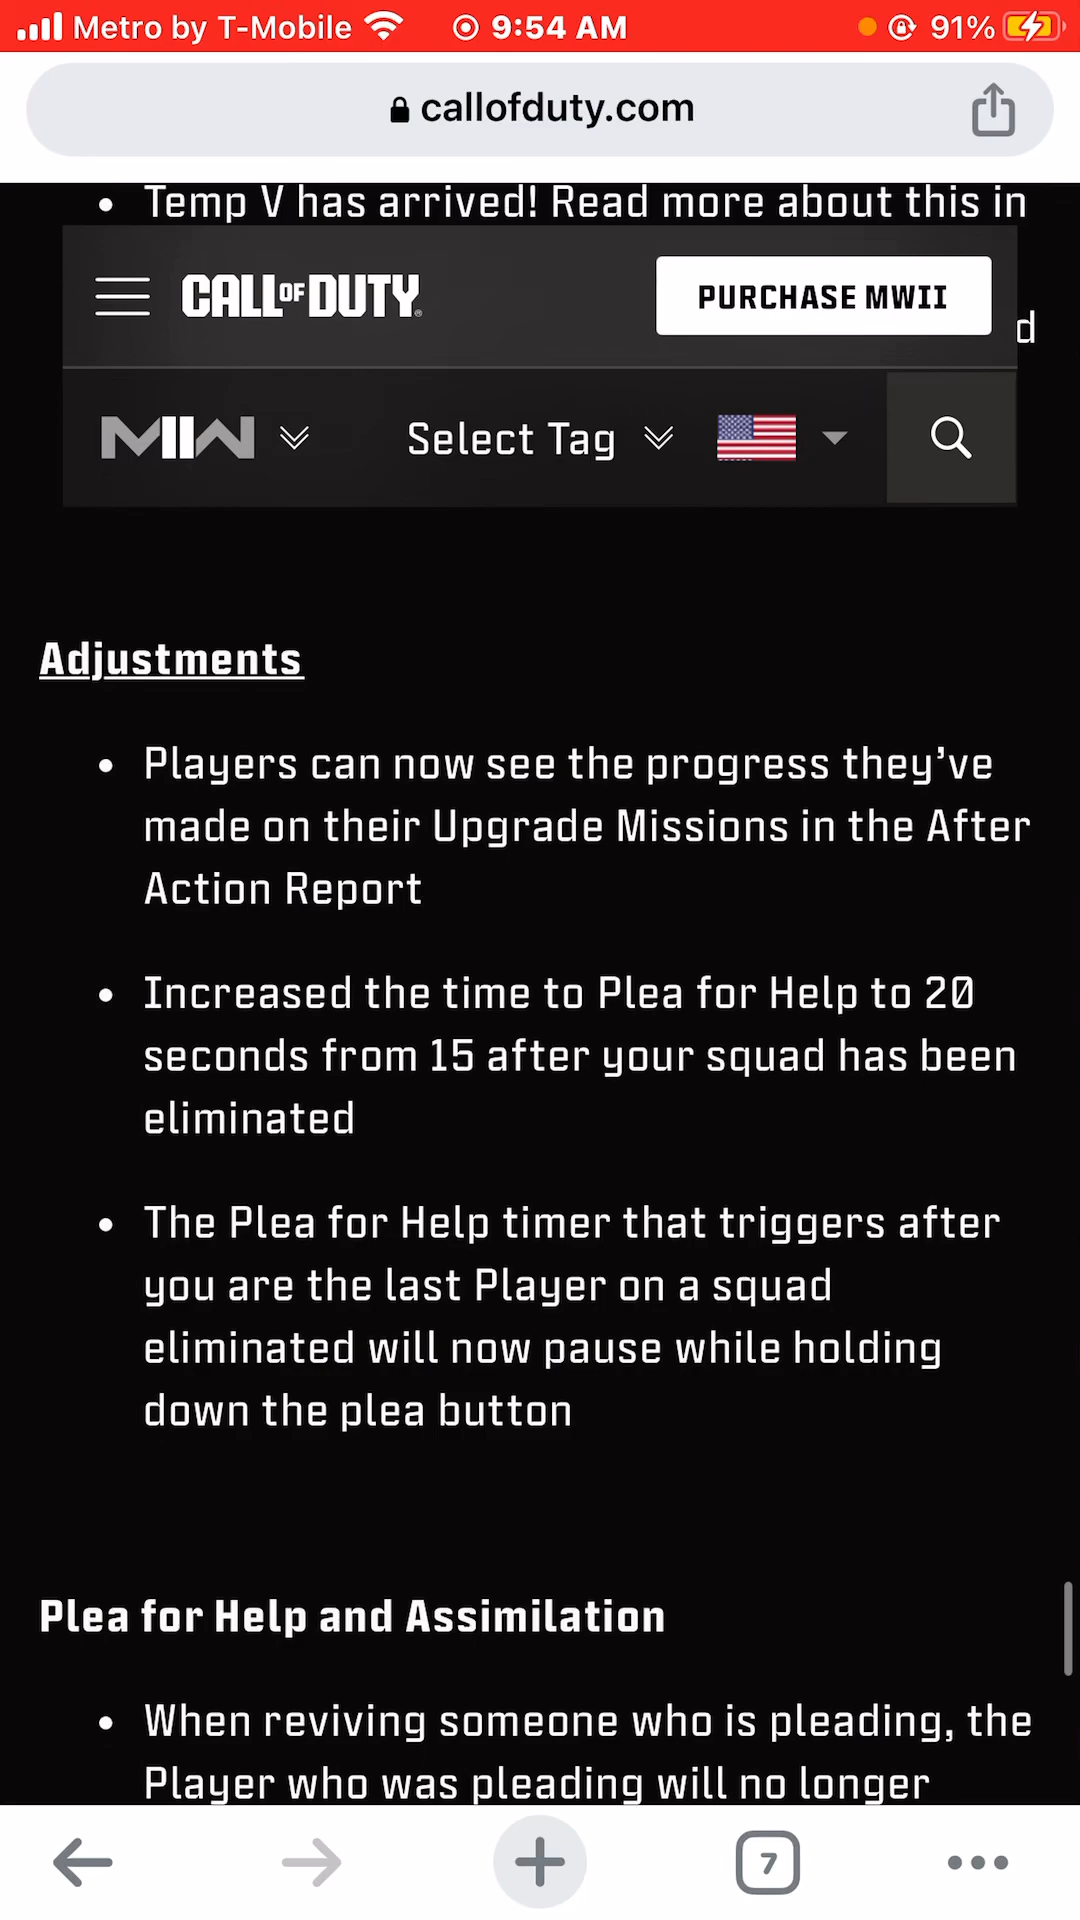 Metro by T-Mobile 9:54 AM 91%
callofduty.com
Temp V has arrived! Read more about this in
CALL OF DUTY PURCHASE MWII
d
MIIW Select Tag
Adjustments
• Players can now see the progress they’ve
made on their Upgrade Missions in the After
Action Report
• Increased the time to Plea for Help to 20
seconds from 15 after your squad has been
eliminated
• The Plea for Help timer that triggers after
you are the last Player on a squad
eliminated will now pause while holding
down the plea button
Plea for Help and Assimilation
• When reviving someone who is pleading, the
Player who was pleading will no longer
7